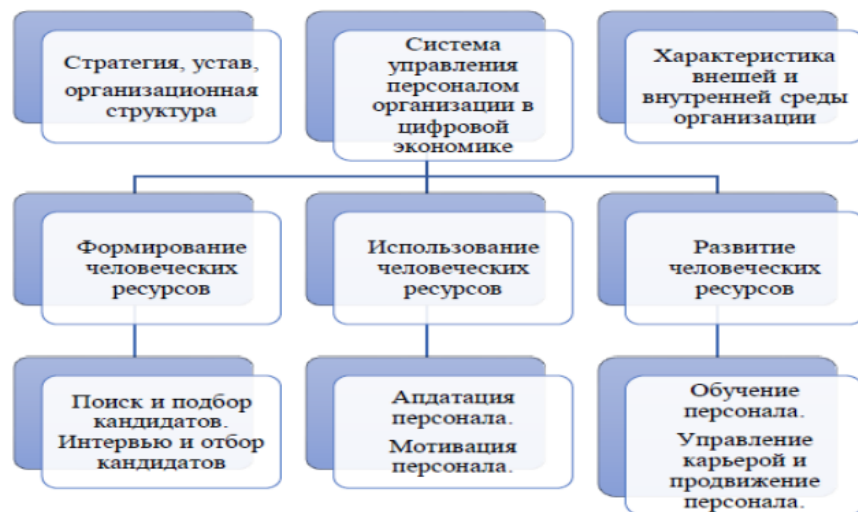 Стратегия, устав,
организационная
структура
Система
управления
персоналом
организации в
цифровой
экономике
Характеристика
внешей и
внутренней среды
организации
Формирование
человеческих
ресурсов
Использование
человеческих
ресурсов
Развитие
человеческих
ресурсов
Поиск и подбор
кандидатов.
Интервью и отбор
кандидатов
Апдатация
персонала.
Мотивация
персонала.
Обучение
персонала.
Управление
карьерой и
продвижение
персонала.